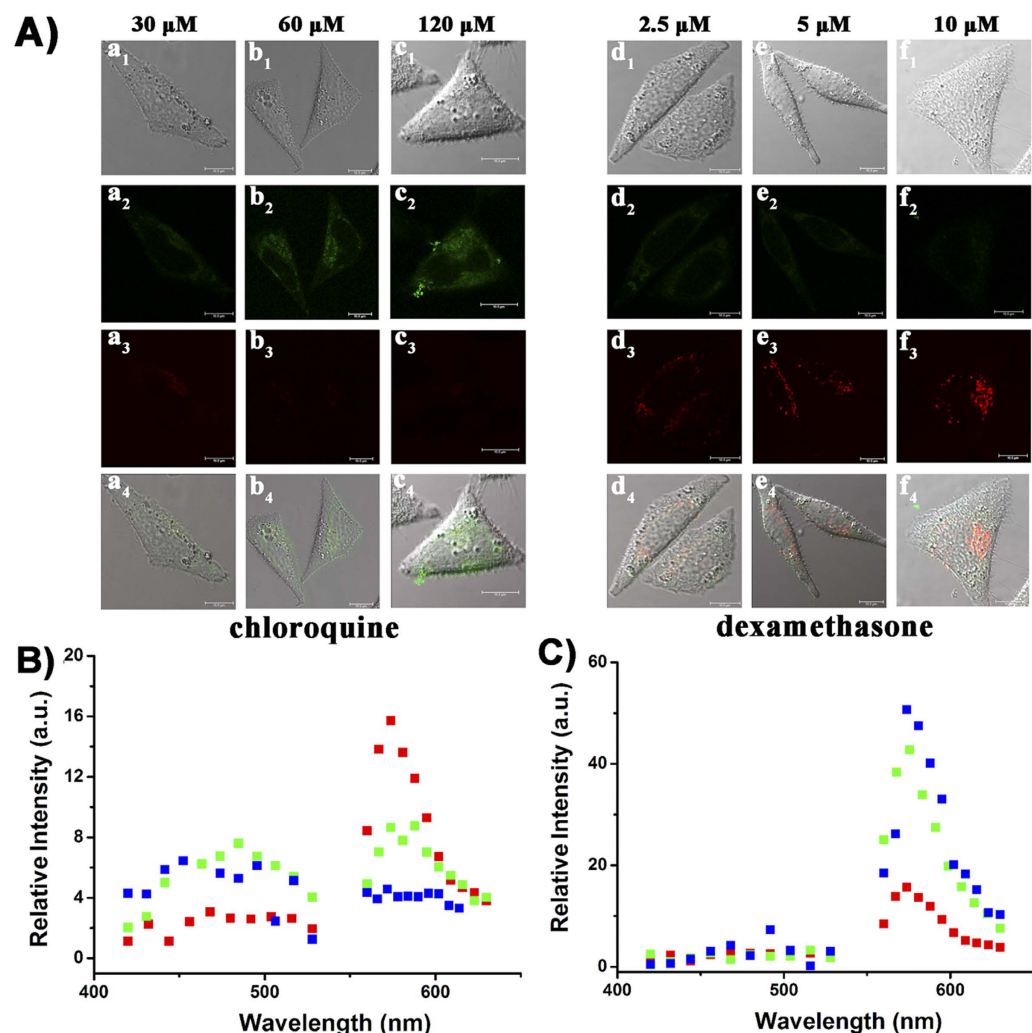 A)
30 μM 60 μM 120 μM 2.5 μM 5 μM 10 μM
a1 b1 c1 d1 e1 f1
a2 b2 c2 d2 e2 f2
a3 b3 c3 d3 e3 f3
a4 b4 c4 d4 e4 f4
chloroquine dexamethasone
B)
20
16
12
8
4
0
Relative Intensity (a.u.)
400 500 600
Wavelength (nm)
C)
60
40
20
0
Relative Intensity (a.u.)
400 500 600
Wavelength (nm)